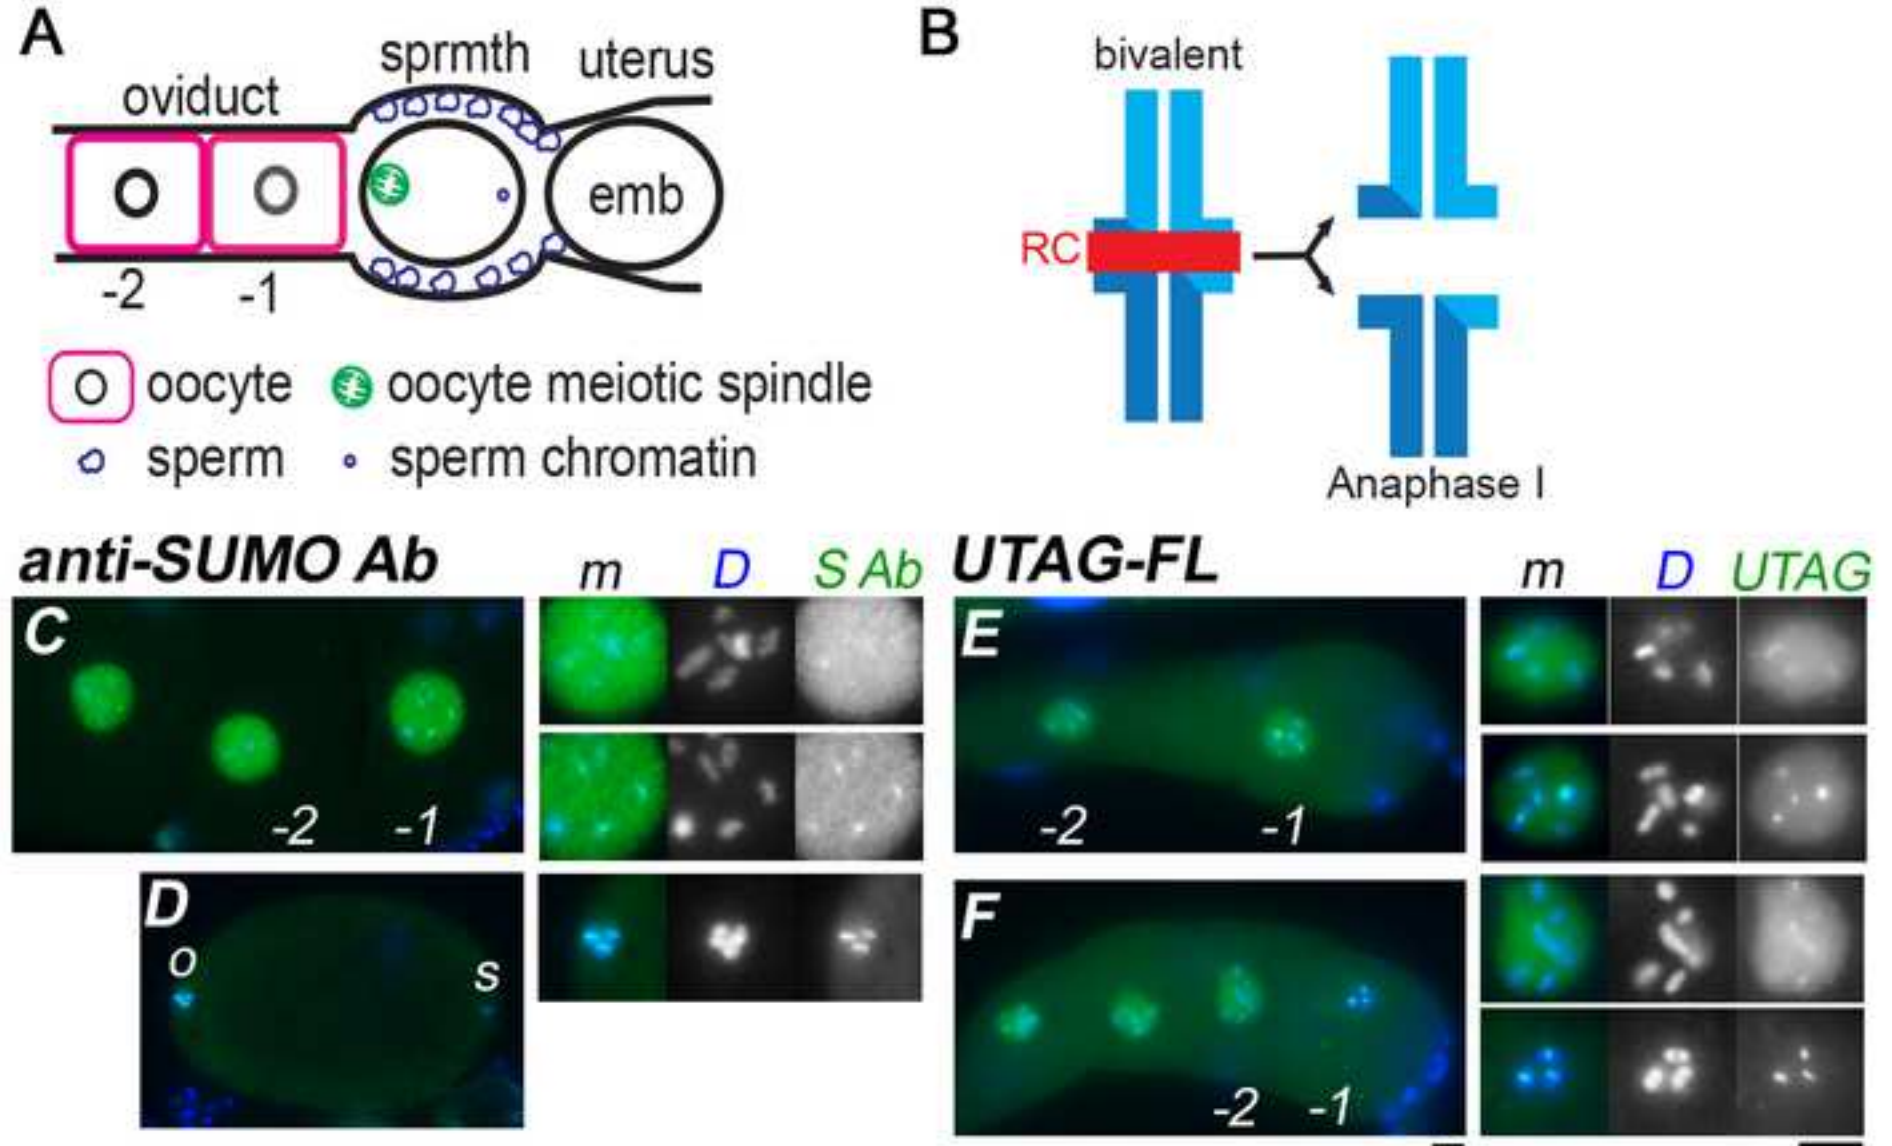 A
sprmth
uterus
oviduct
emb
-2
-1
oocyte
oocyte meiotic spindle
sperm
sperm chromatin
B
bivalent
RC
Anaphase I
anti-SUMO Ab
m D S Ab
C
-2 -1
D
o
s
UTAG-FL
m D UTAG
E
-2 -1
F
-2 -1